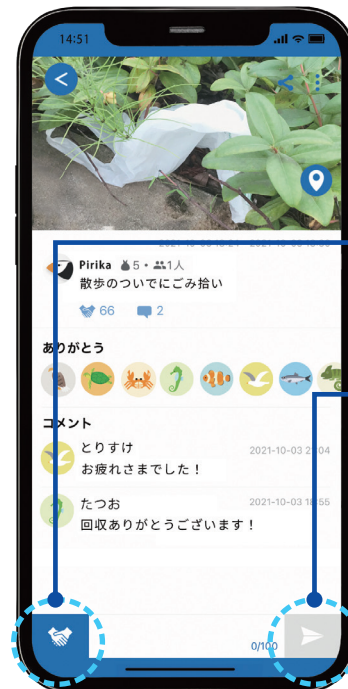 14:51
Pirika 5・1人
散歩のついでにごみ拾い
66 2
ありがとう
コメント
とりすけ 2021-10-03 21:04
お疲れさまでした！
たつお 2021-10-03 18:55
回収ありがとうございます！
0/100